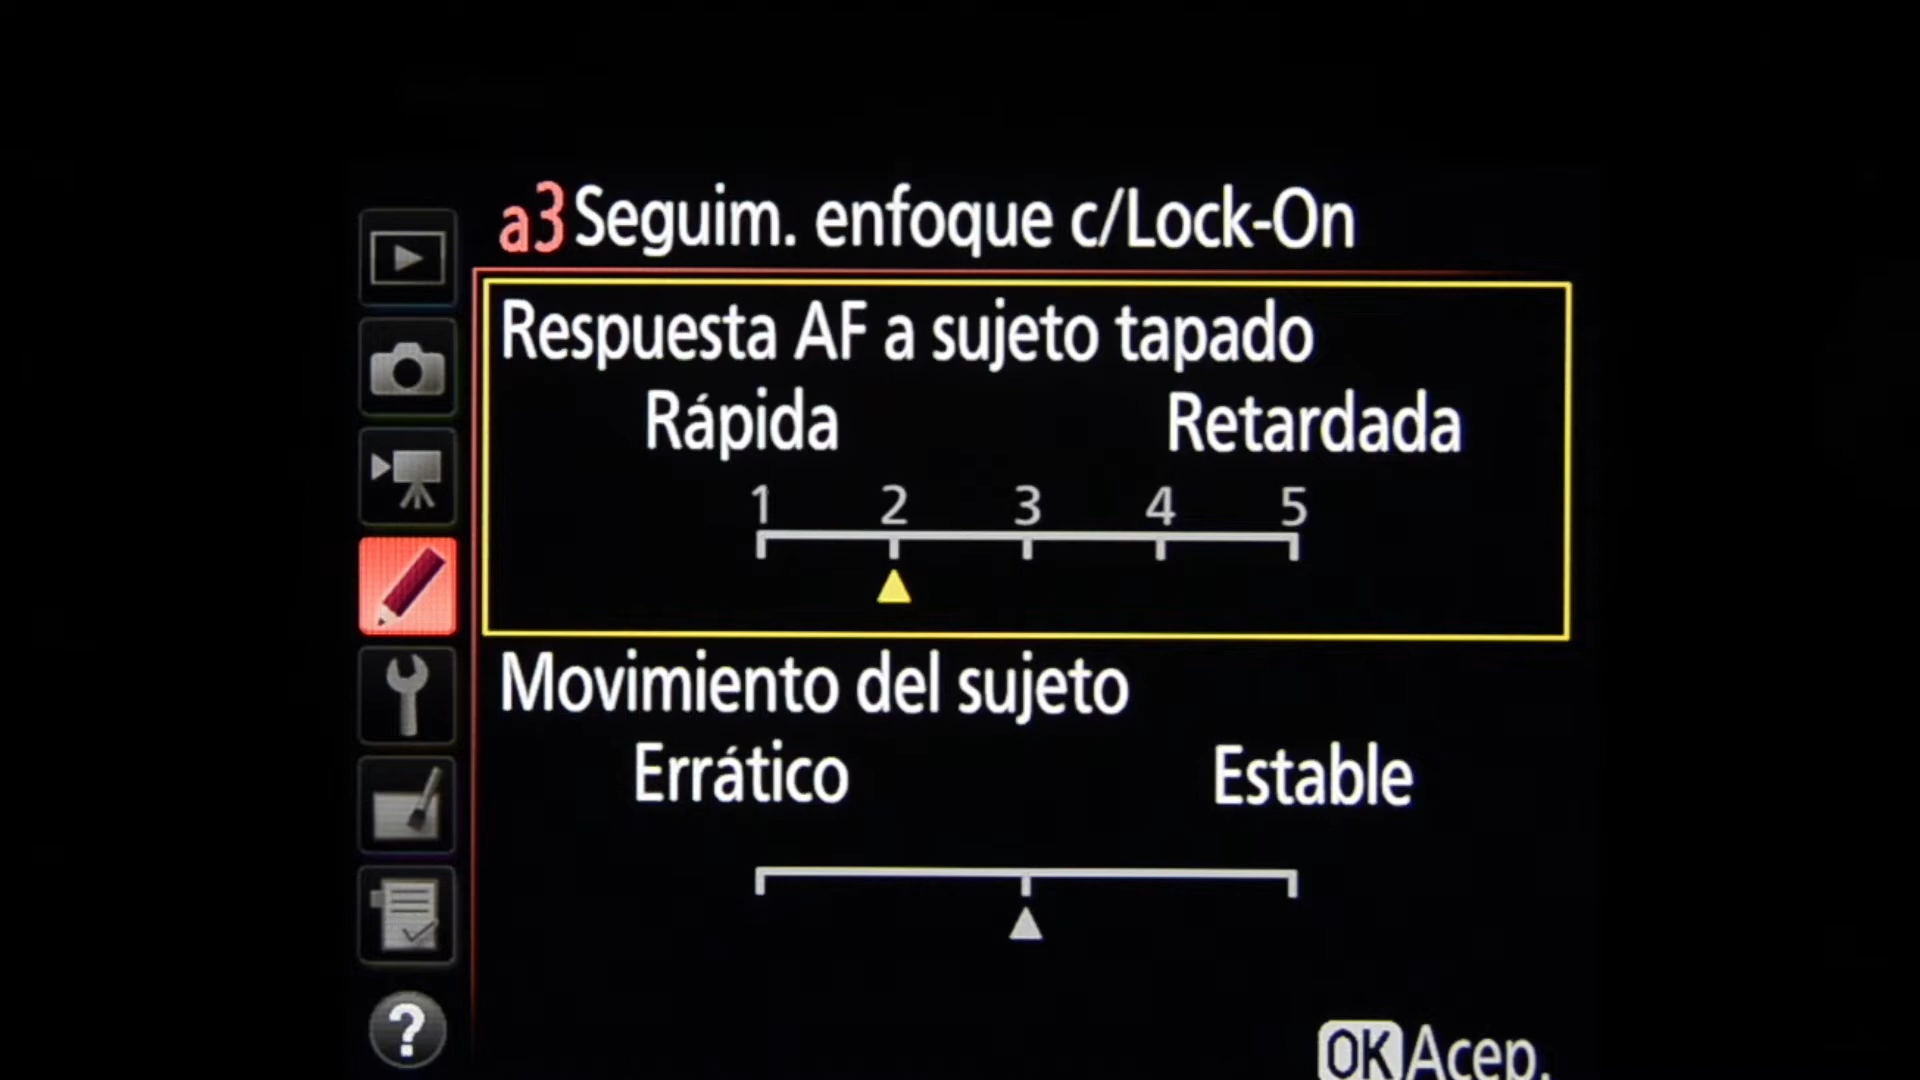 a3 Seguim. enfoque c/Lock-On
Respuesta AF a sujeto tapado
Rápida Retardada
1 2 3 4 5
Movimiento del sujeto
Errático Estable
?
OK Acep.